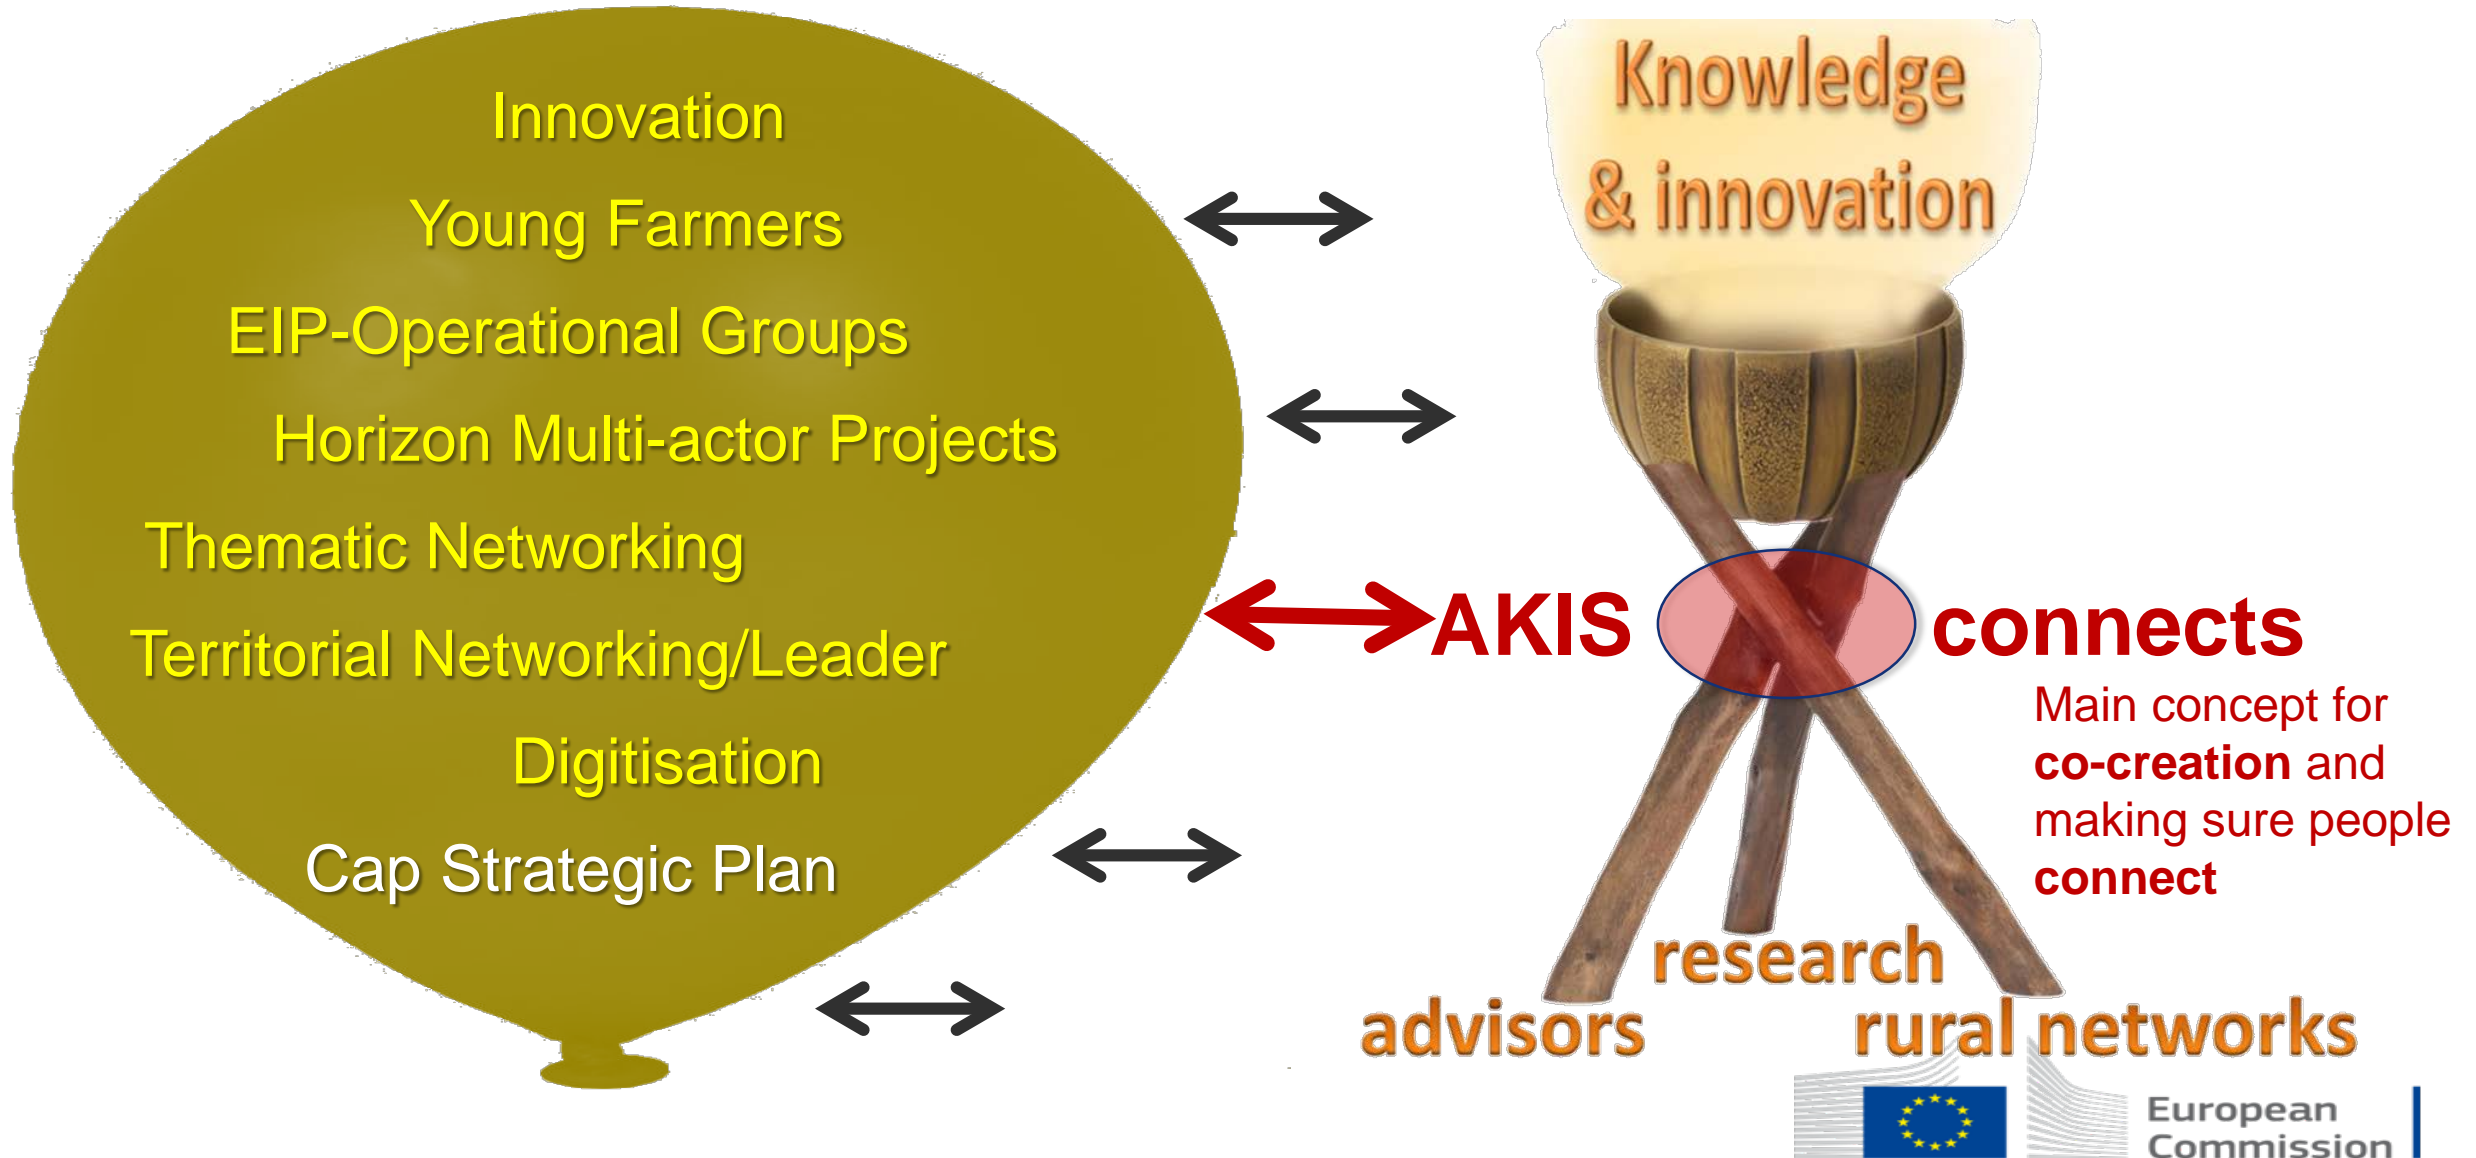 Innovation
Young Farmers
EIP-Operational Groups
Horizon Multi-actor Projects
Thematic Networking
Territorial Networking/Leader
Digitisation
Cap Strategic Plan
Knowledge
& innovation
AKIS connects
Main concept for
co-creation and
making sure people
connect
research
advisors
rural networks
European
Commission